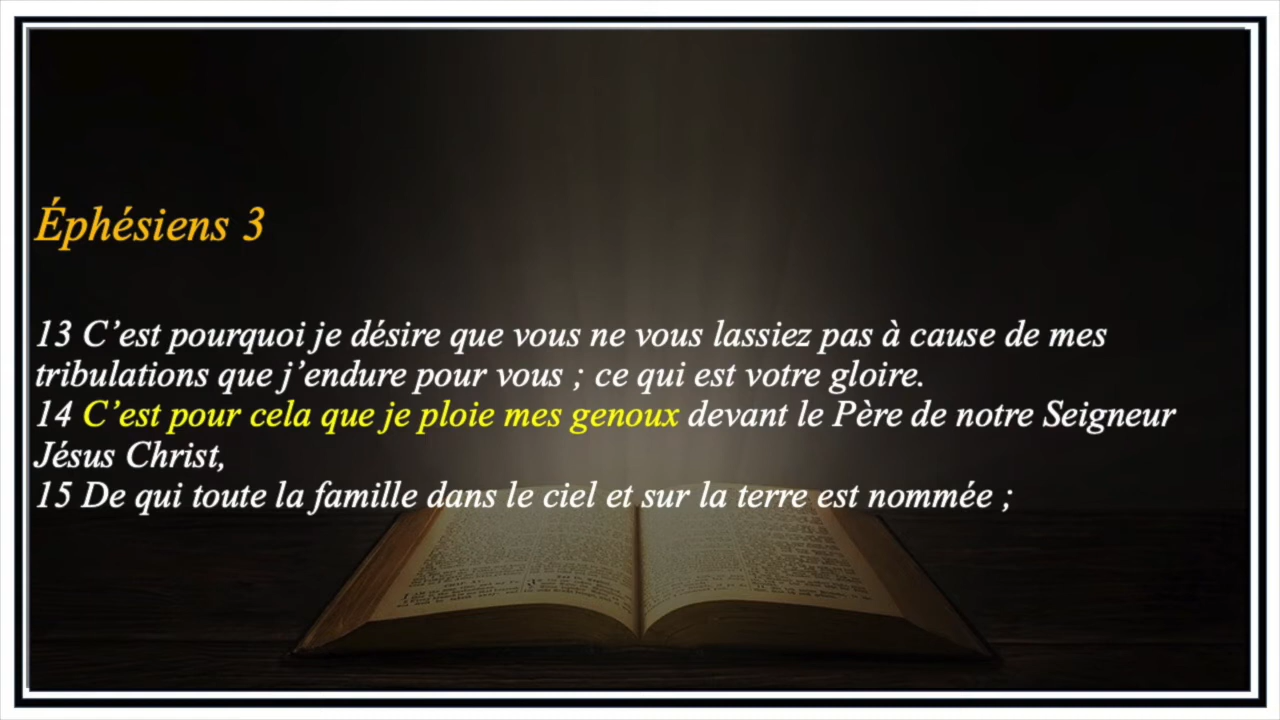 Éphésiens 3
13 C’est pourquoi je désire que vous ne vous lassiez pas à cause de mes
tribulations que j’endure pour vous ; ce qui est votre gloire.
14 C’est pour cela que je ploie mes genoux devant le Père de notre Seigneur
Jésus Christ,
15 De qui toute la famille dans le ciel et sur la terre est nommée ;